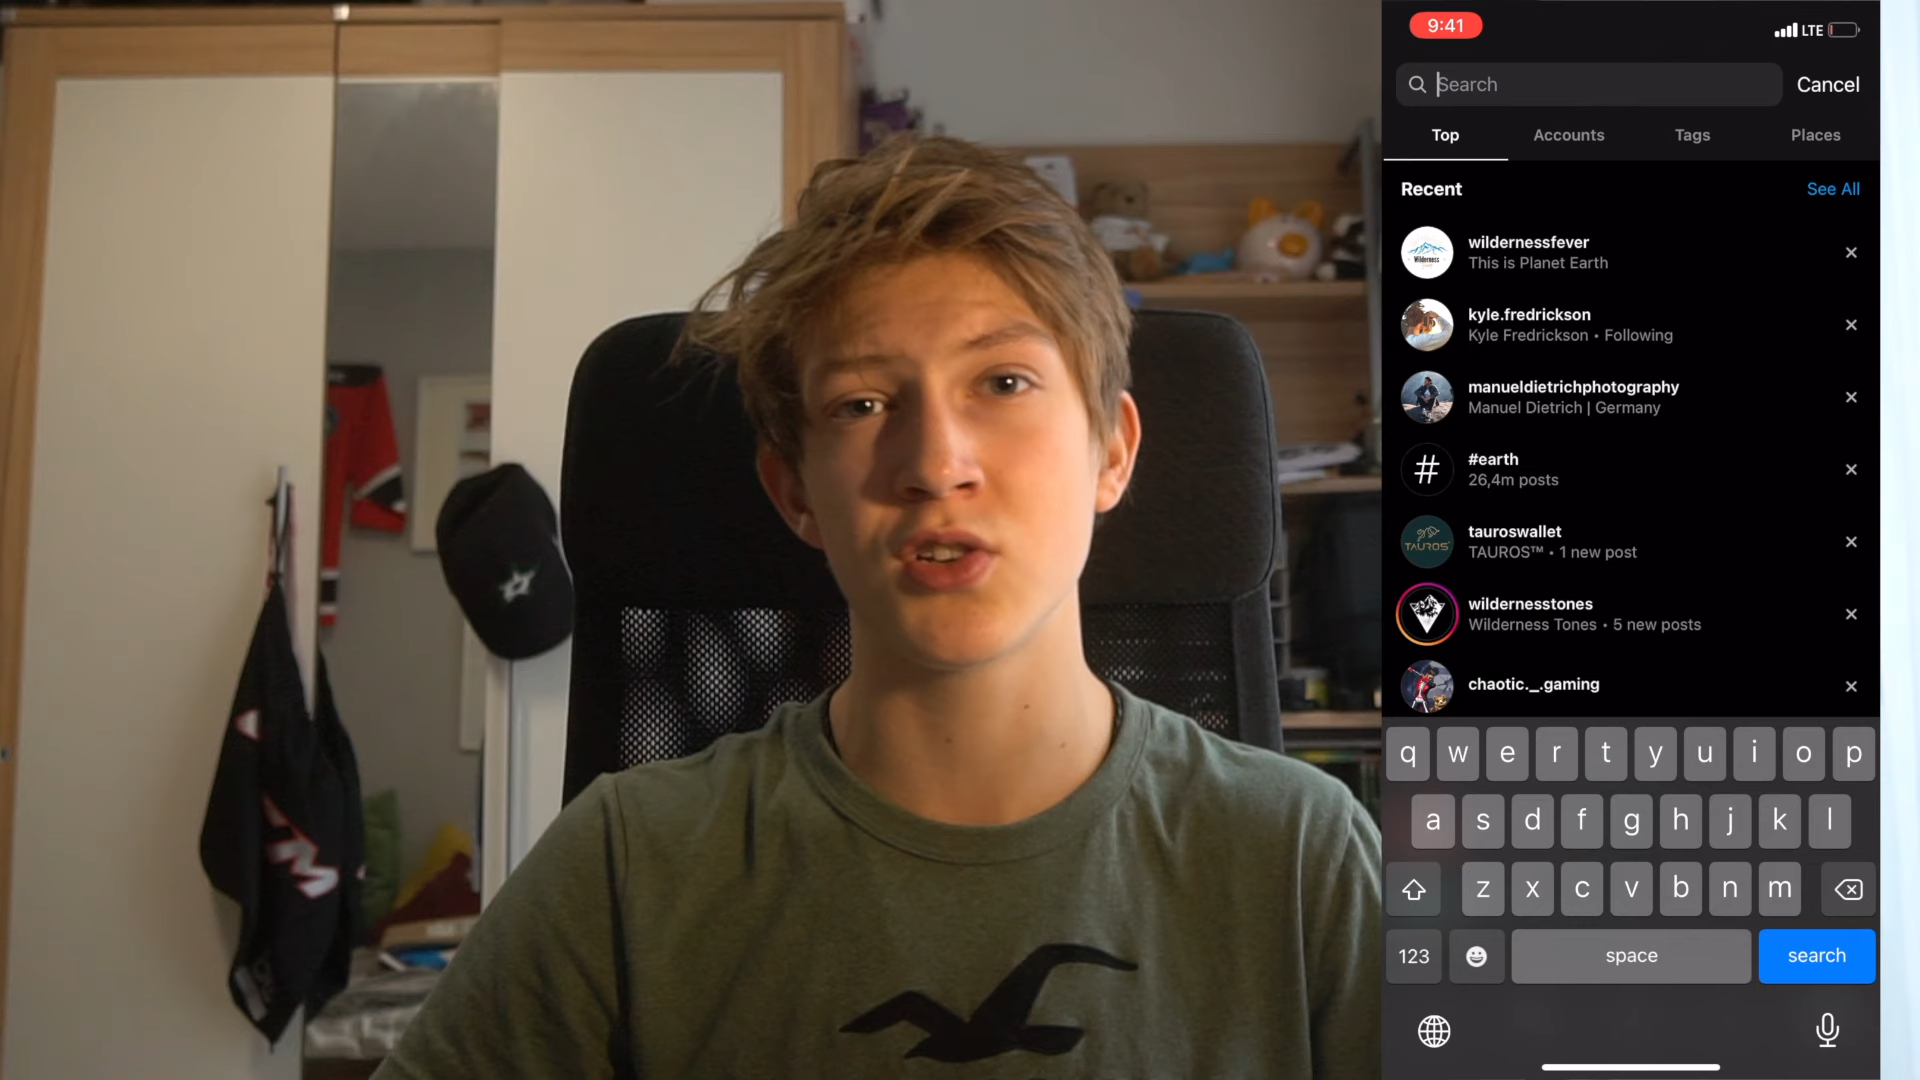 9:41
LTE
Search
Cancel
Top
Accounts
Tags
Places
Recent
See All
wildernessfever
This is Planet Earth
Wilderness
kyle.fredrickson
Kyle Fredrickson • Following
manueldietrichphotography
Manuel Dietrich | Germany
#
#earth
26,4m posts
TAUROS
tauroswallet
TAUROS™ • 1 new post
wildernesstones
Wilderness Tones • 5 new posts
chaotic._.gaming
q w e r t y u i o p
a s d f g h j k l
z x c v b n m
123
space
search